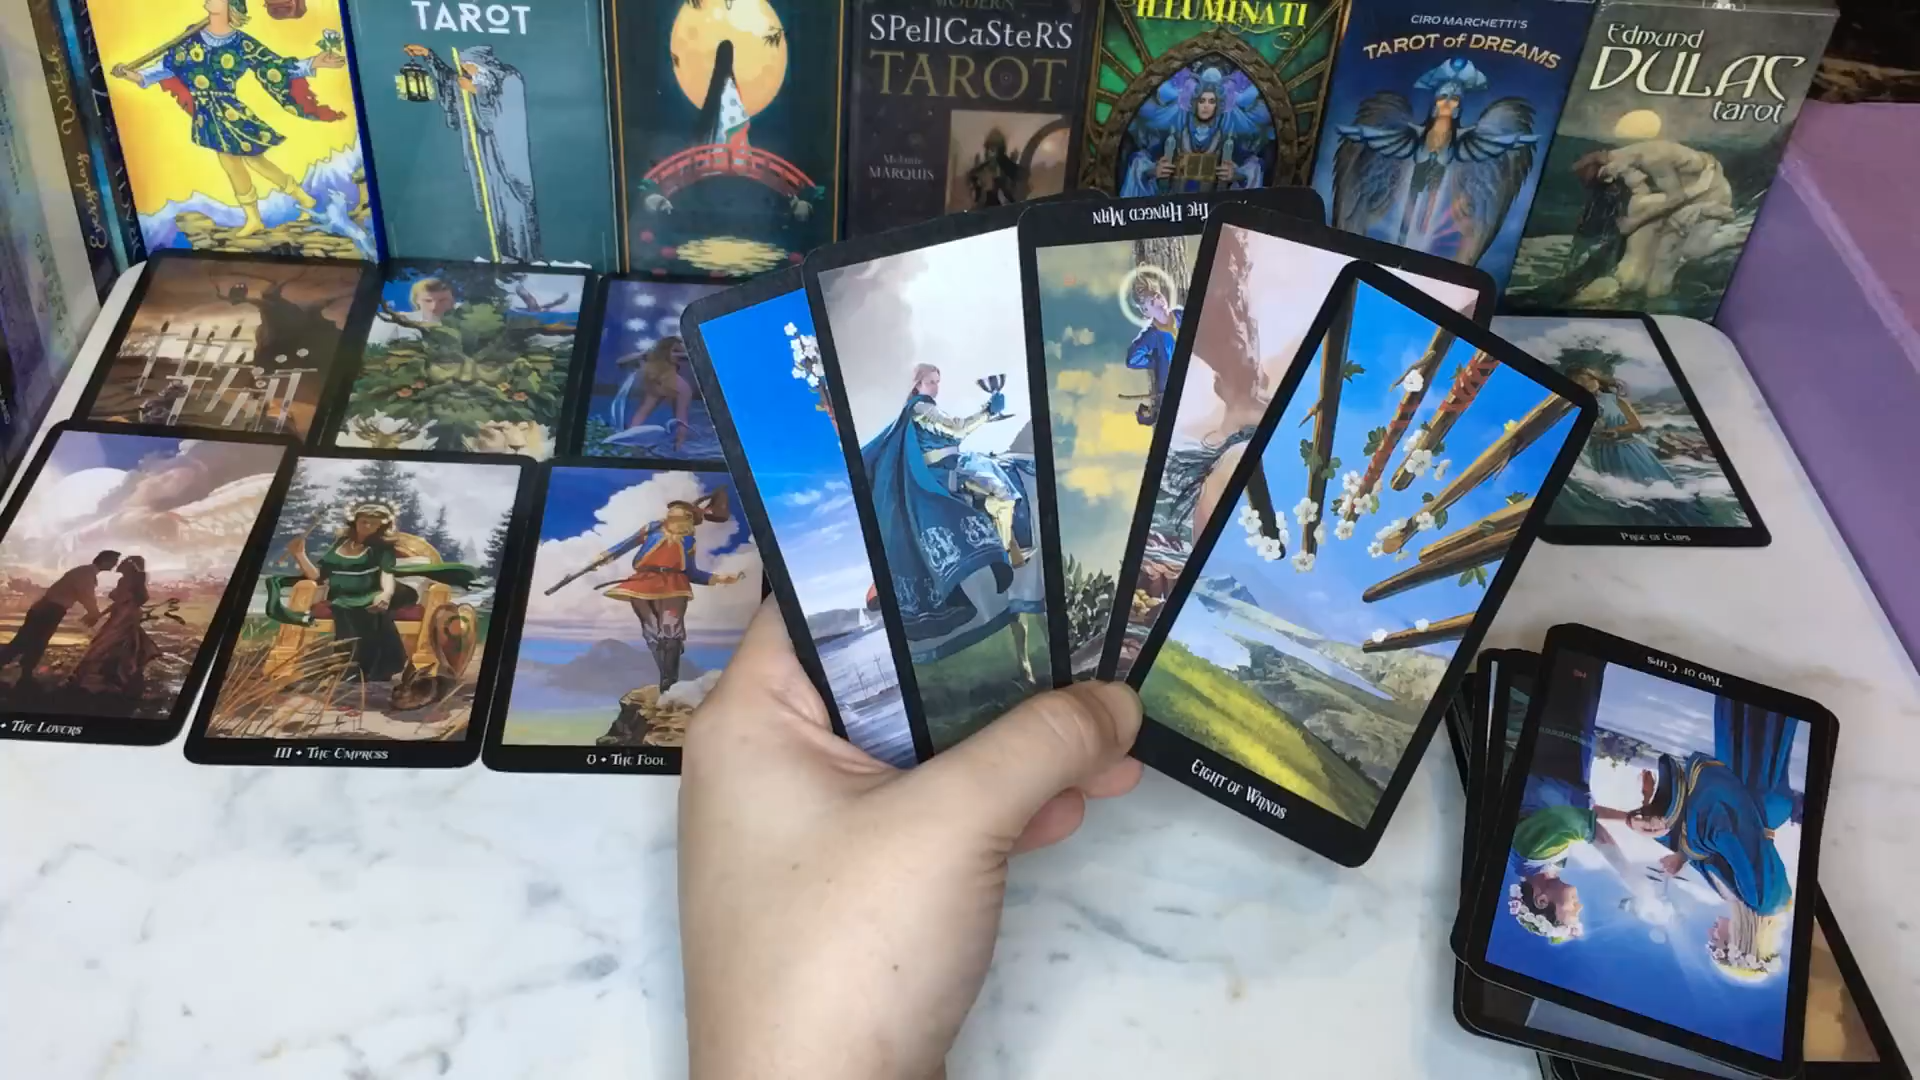 TAROT
MODERN
SPellCaSteRS
TAROT
Melanie
MARQUIS
ILLUMINATI
CIRO MARCHETTI'S
TAROT of DREAMS
Edmund
DULAC
tarot
Everyday Witch
The Hanged Man
Page of Cups
The Lovers
III • The Empress
0 • The Fool
Eight of Wands
Two of Cups